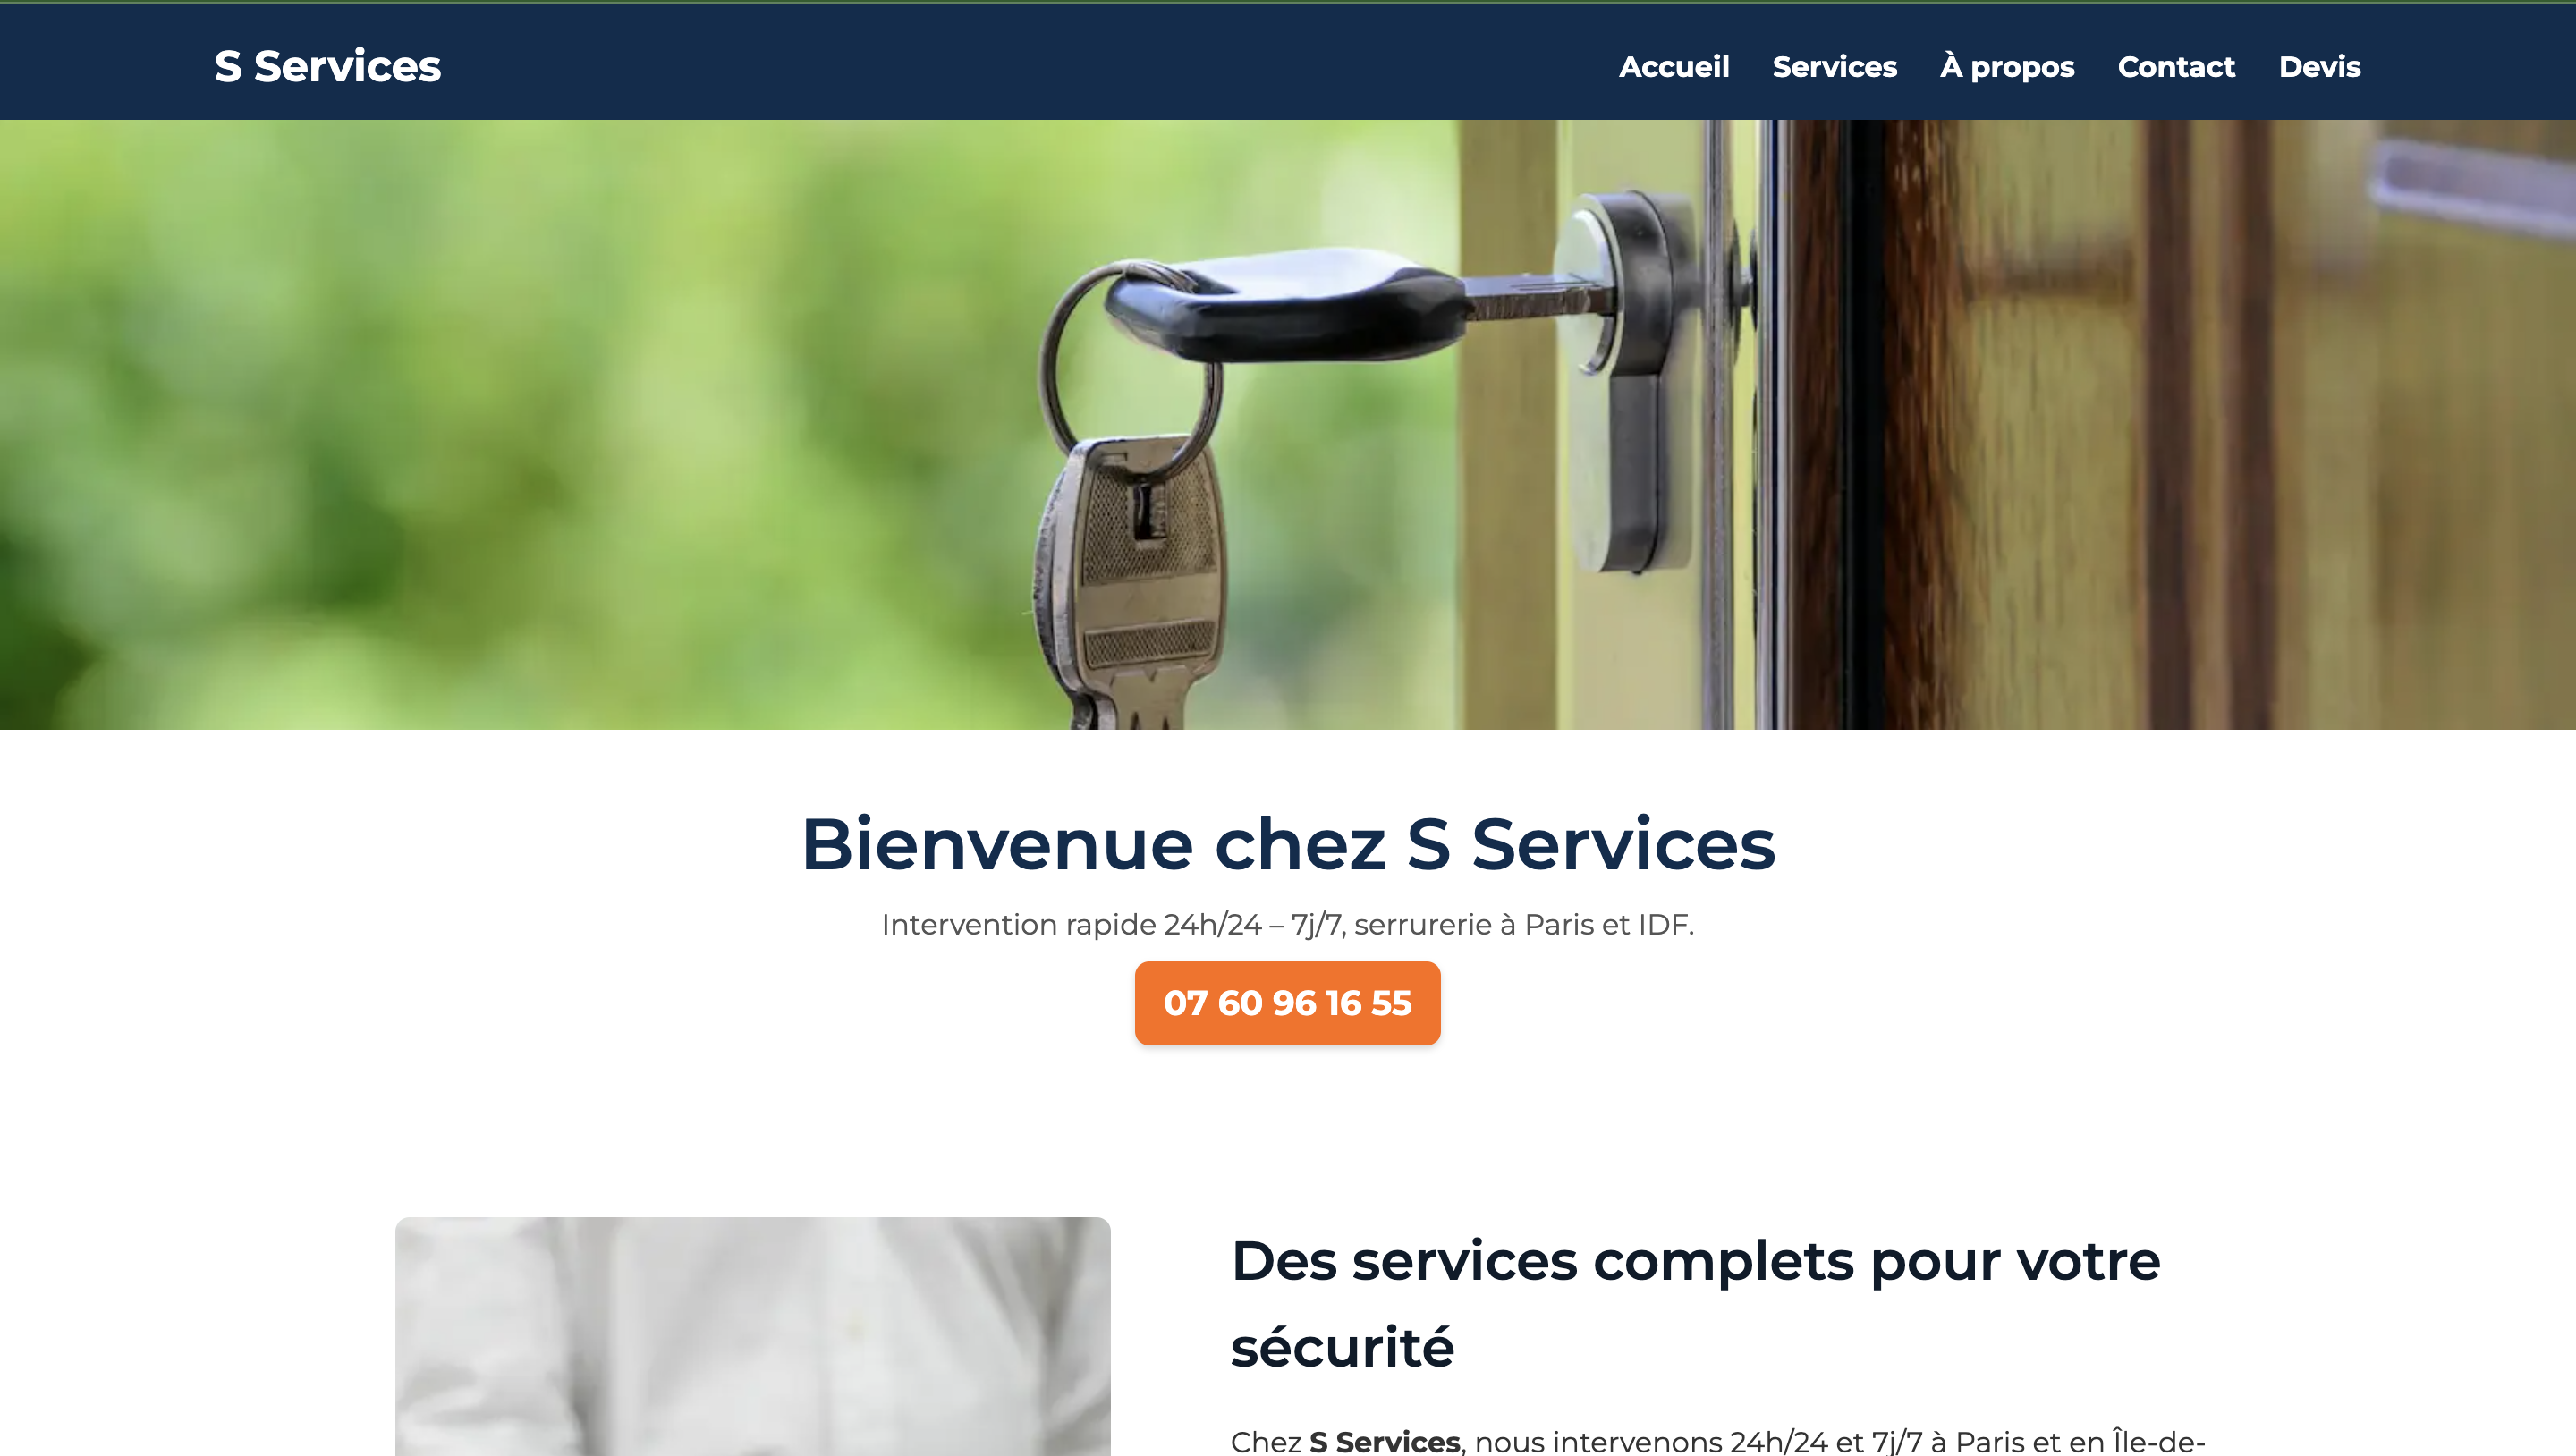 S Services
Accueil Services À propos Contact Devis
Bienvenue chez S Services
Intervention rapide 24h/24 – 7j/7, serrurerie à Paris et IDF.
07 60 96 16 55
Des services complets pour votre
sécurité
Chez S Services, nous intervenons 24h/24 et 7j/7 à Paris et en Île-de-